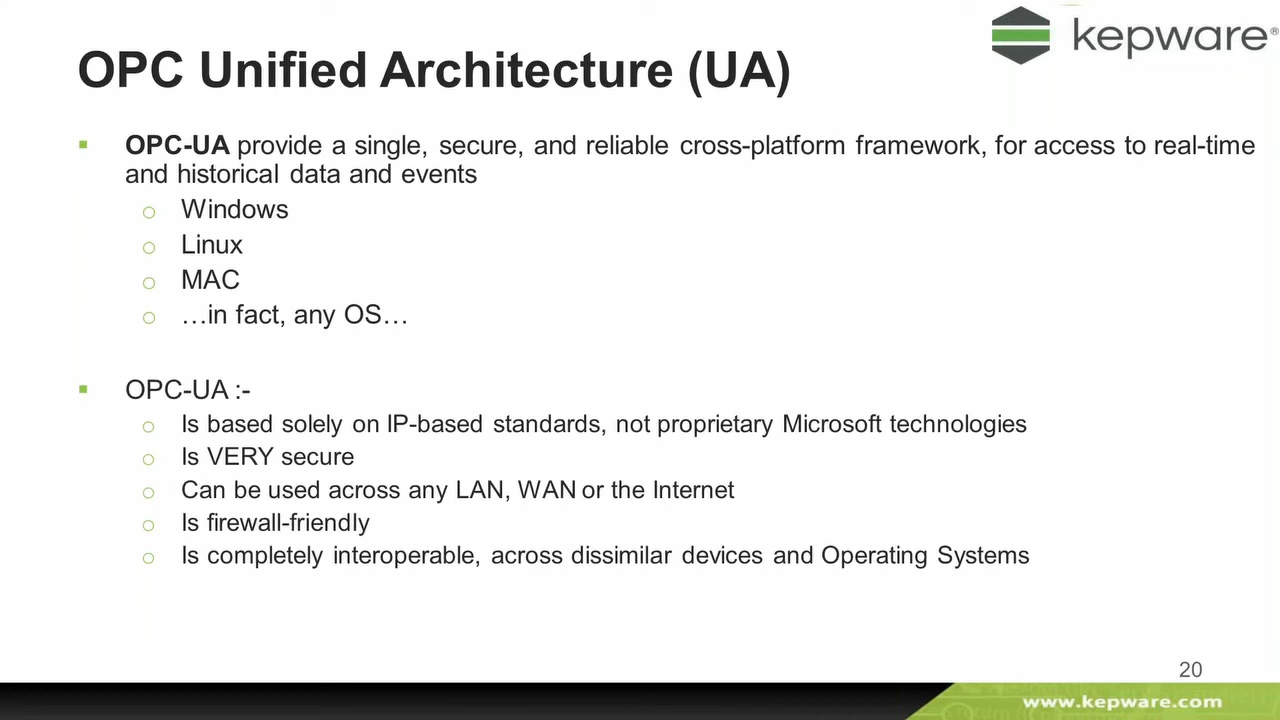 kepware®
OPC Unified Architecture (UA)
▪ OPC-UA provide a single, secure, and reliable cross-platform framework, for access to real-time
and historical data and events
o Windows
o Linux
o MAC
o …in fact, any OS…
▪ OPC-UA :-
o Is based solely on IP-based standards, not proprietary Microsoft technologies
o Is VERY secure
o Can be used across any LAN, WAN or the Internet
o Is firewall-friendly
o Is completely interoperable, across dissimilar devices and Operating Systems
20
www.kepware.com